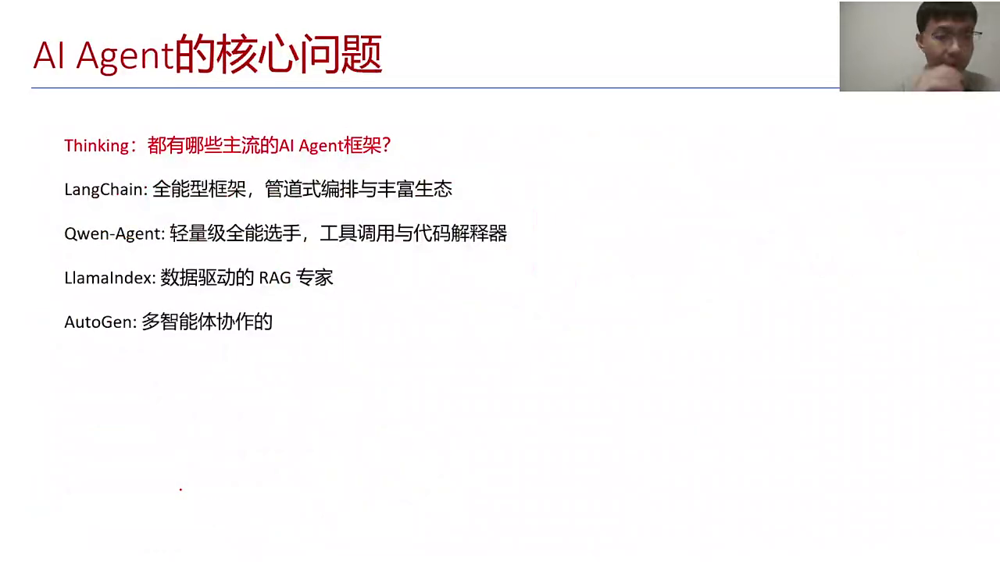 AI Agent的核心问题
Thinking：都有哪些主流的AI Agent框架？
LangChain: 全能型框架，管道式编排与丰富生态
Qwen-Agent: 轻量级全能选手，工具调用与代码解释器
LlamaIndex: 数据驱动的 RAG 专家
AutoGen: 多智能体协作的